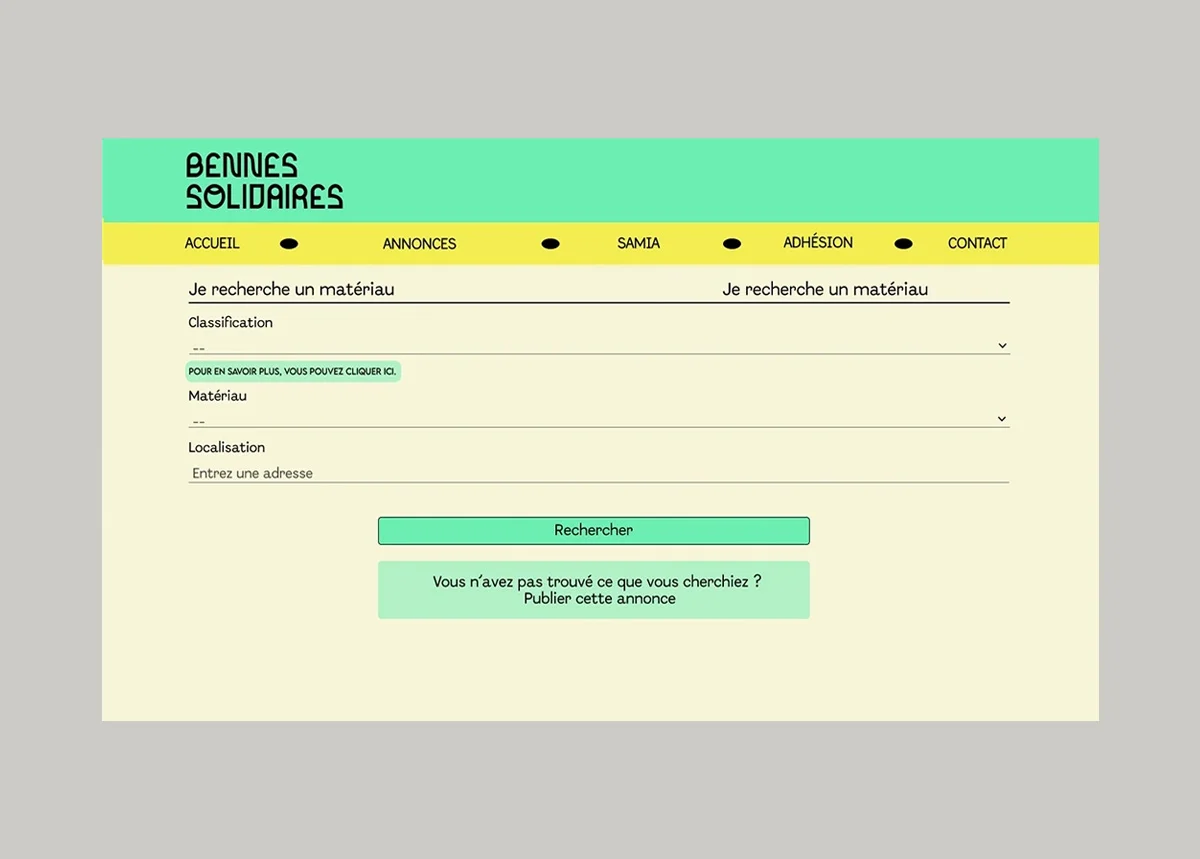 BENNES
SOLIDAIRES
ACCUEIL ANNONCES SAMIA ADHÉSION CONTACT
Je recherche un matériau Je recherche un matériau
Classification
--
POUR EN SAVOIR PLUS, VOUS POUVEZ CLIQUER ICI.
Matériau
--
Localisation
Entrez une adresse
Rechercher
Vous n´avez pas trouvé ce que vous cherchiez ?
Publier cette annonce